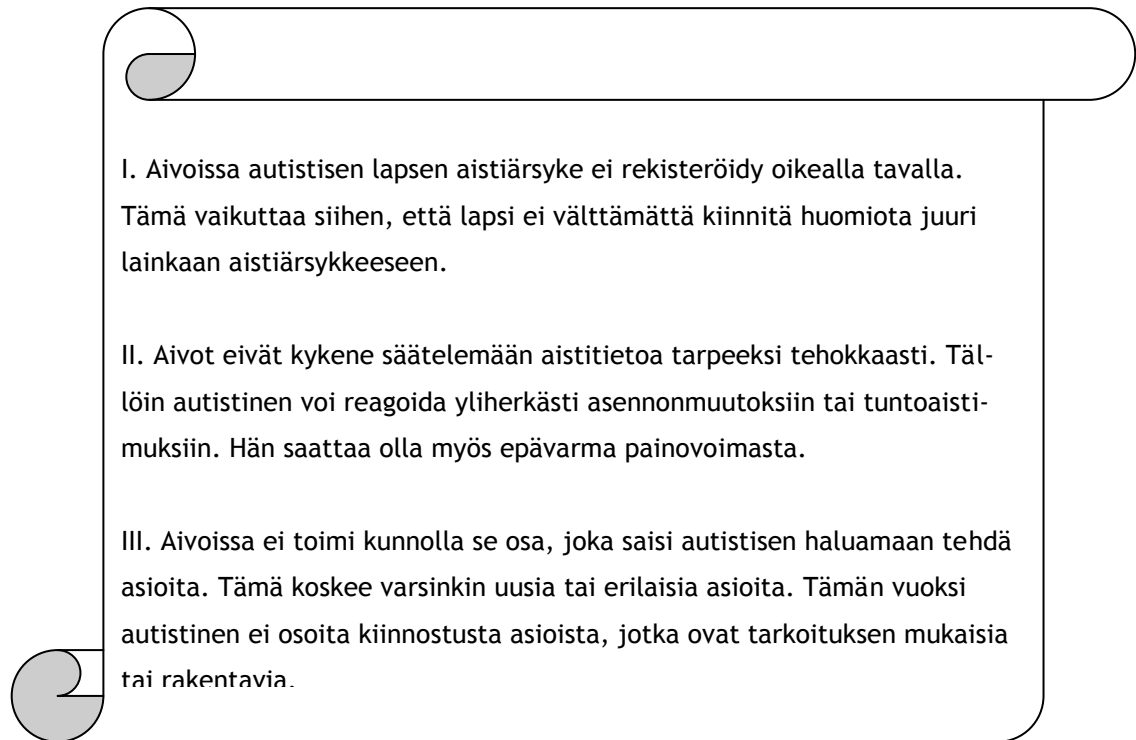 I. Aivoissa autistisen lapsen aistiärsyke ei rekisteröidy oikealla tavalla.
Tämä vaikuttaa siihen, että lapsi ei välttämättä kiinnitä huomiota juuri
lainkaan aistiärsykkeeseen.
II. Aivot eivät kykene säätelemään aistitietoa tarpeeksi tehokkaasti. Täl-
löin autistinen voi reagoida yliherkästi asennonmuutoksiin tai tuntoaisti-
muksiin. Hän saattaa olla myös epävarma painovoimasta.
III. Aivoissa ei toimi kunnolla se osa, joka saisi autistisen haluamaan tehdä
asioita. Tämä koskee varsinkin uusia tai erilaisia asioita. Tämän vuoksi
autistinen ei osoita kiinnostusta asioista, jotka ovat tarkoituksen mukaisia
tai rakentavia.